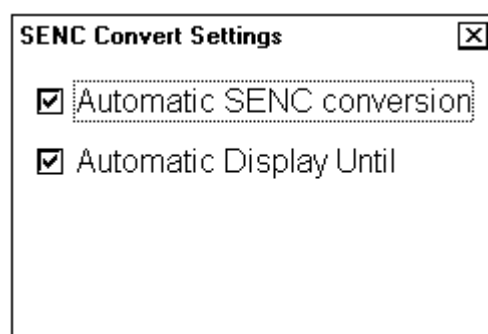 SENC Convert Settings
Automatic SENC conversion
Automatic Display Until